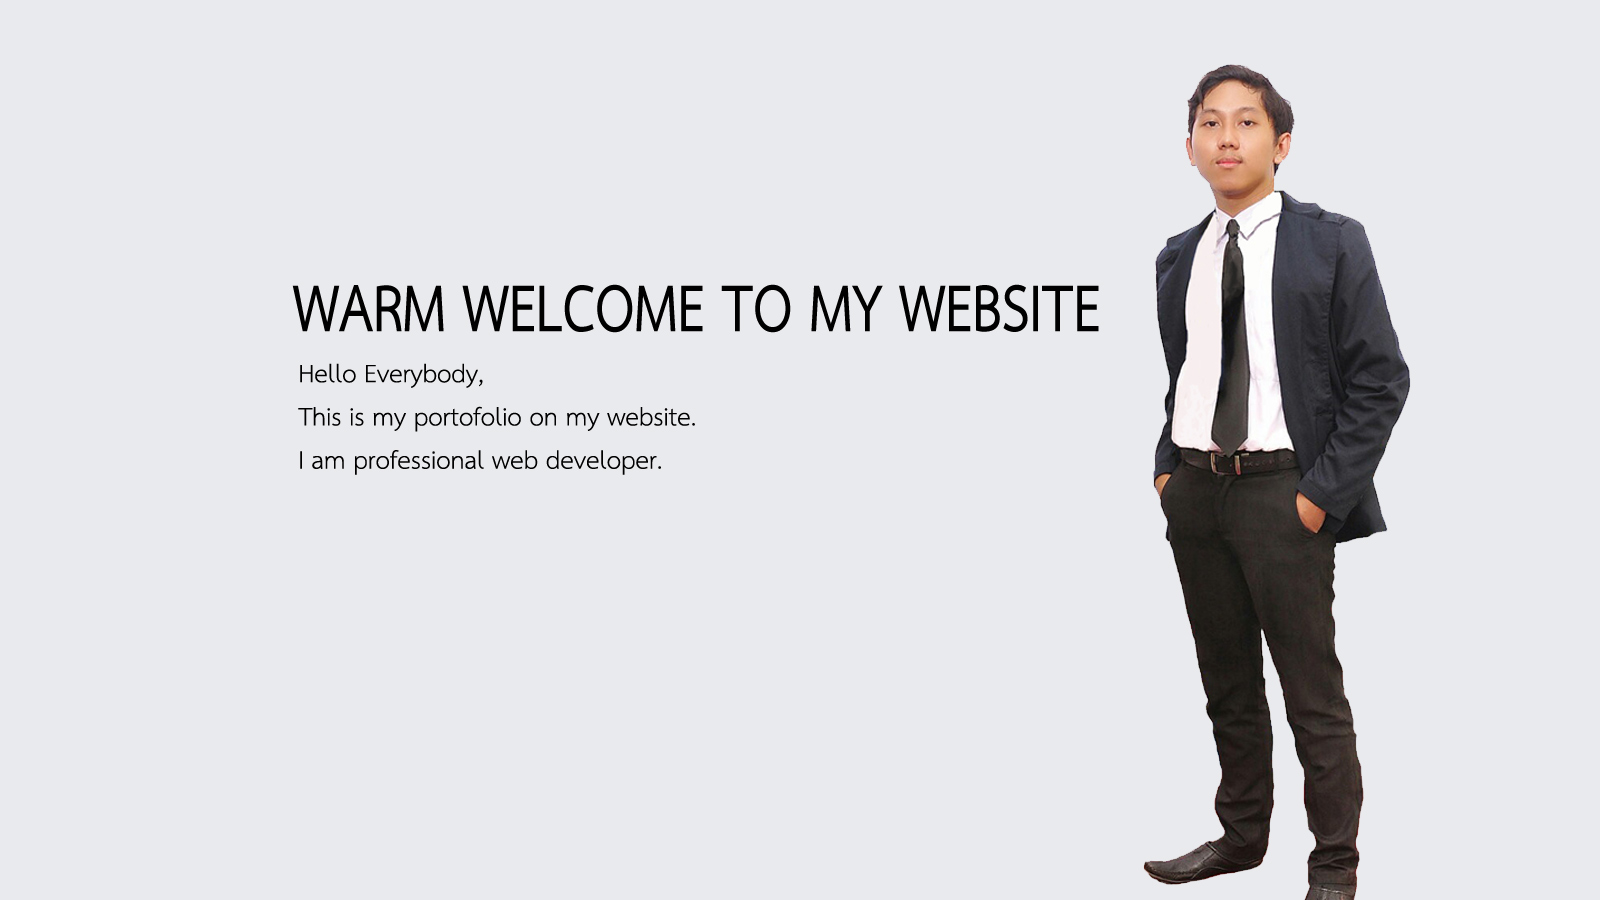 WARM WELCOME TO MY WEBSITE
Hello Everybody,
This is my portofolio on my website.
I am professional web developer.